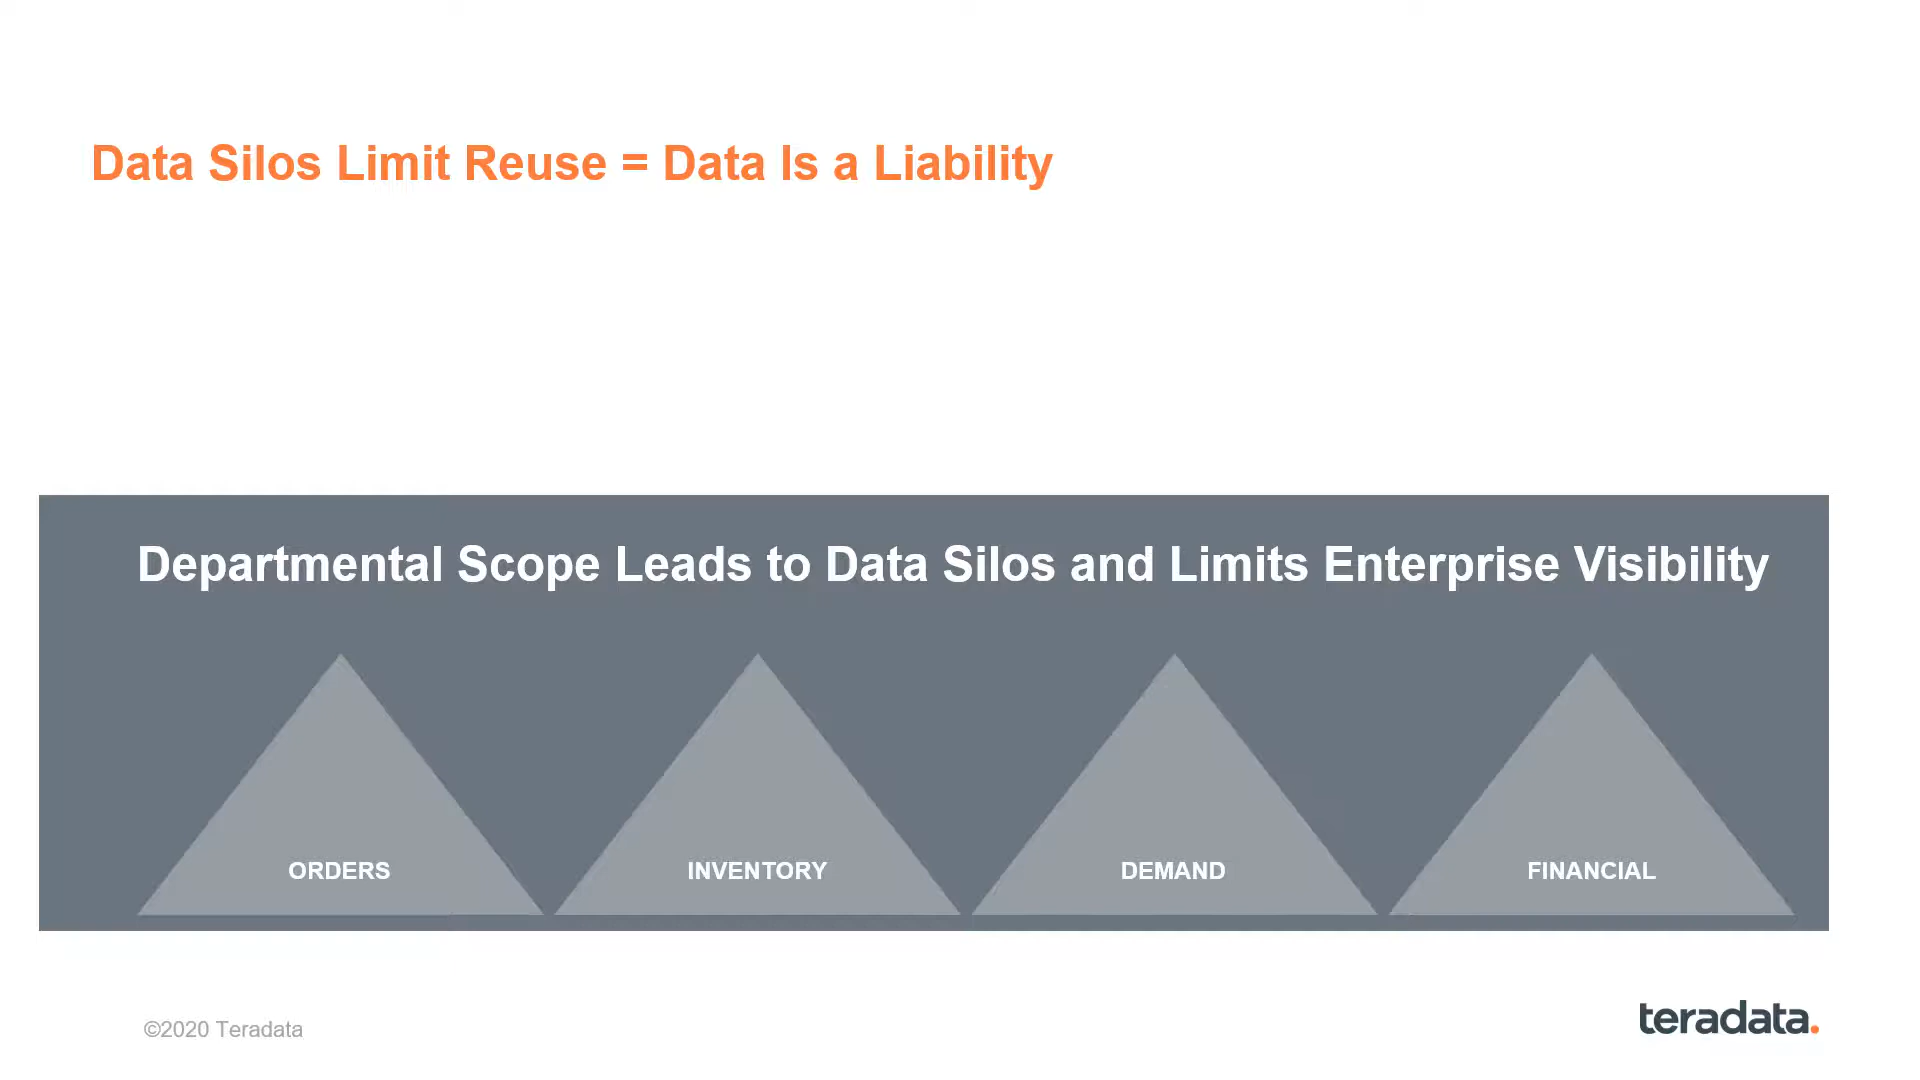 Data Silos Limit Reuse = Data Is a Liability
Departmental Scope Leads to Data Silos and Limits Enterprise Visibility
ORDERS
INVENTORY
DEMAND
FINANCIAL
©2020 Teradata
teradata.